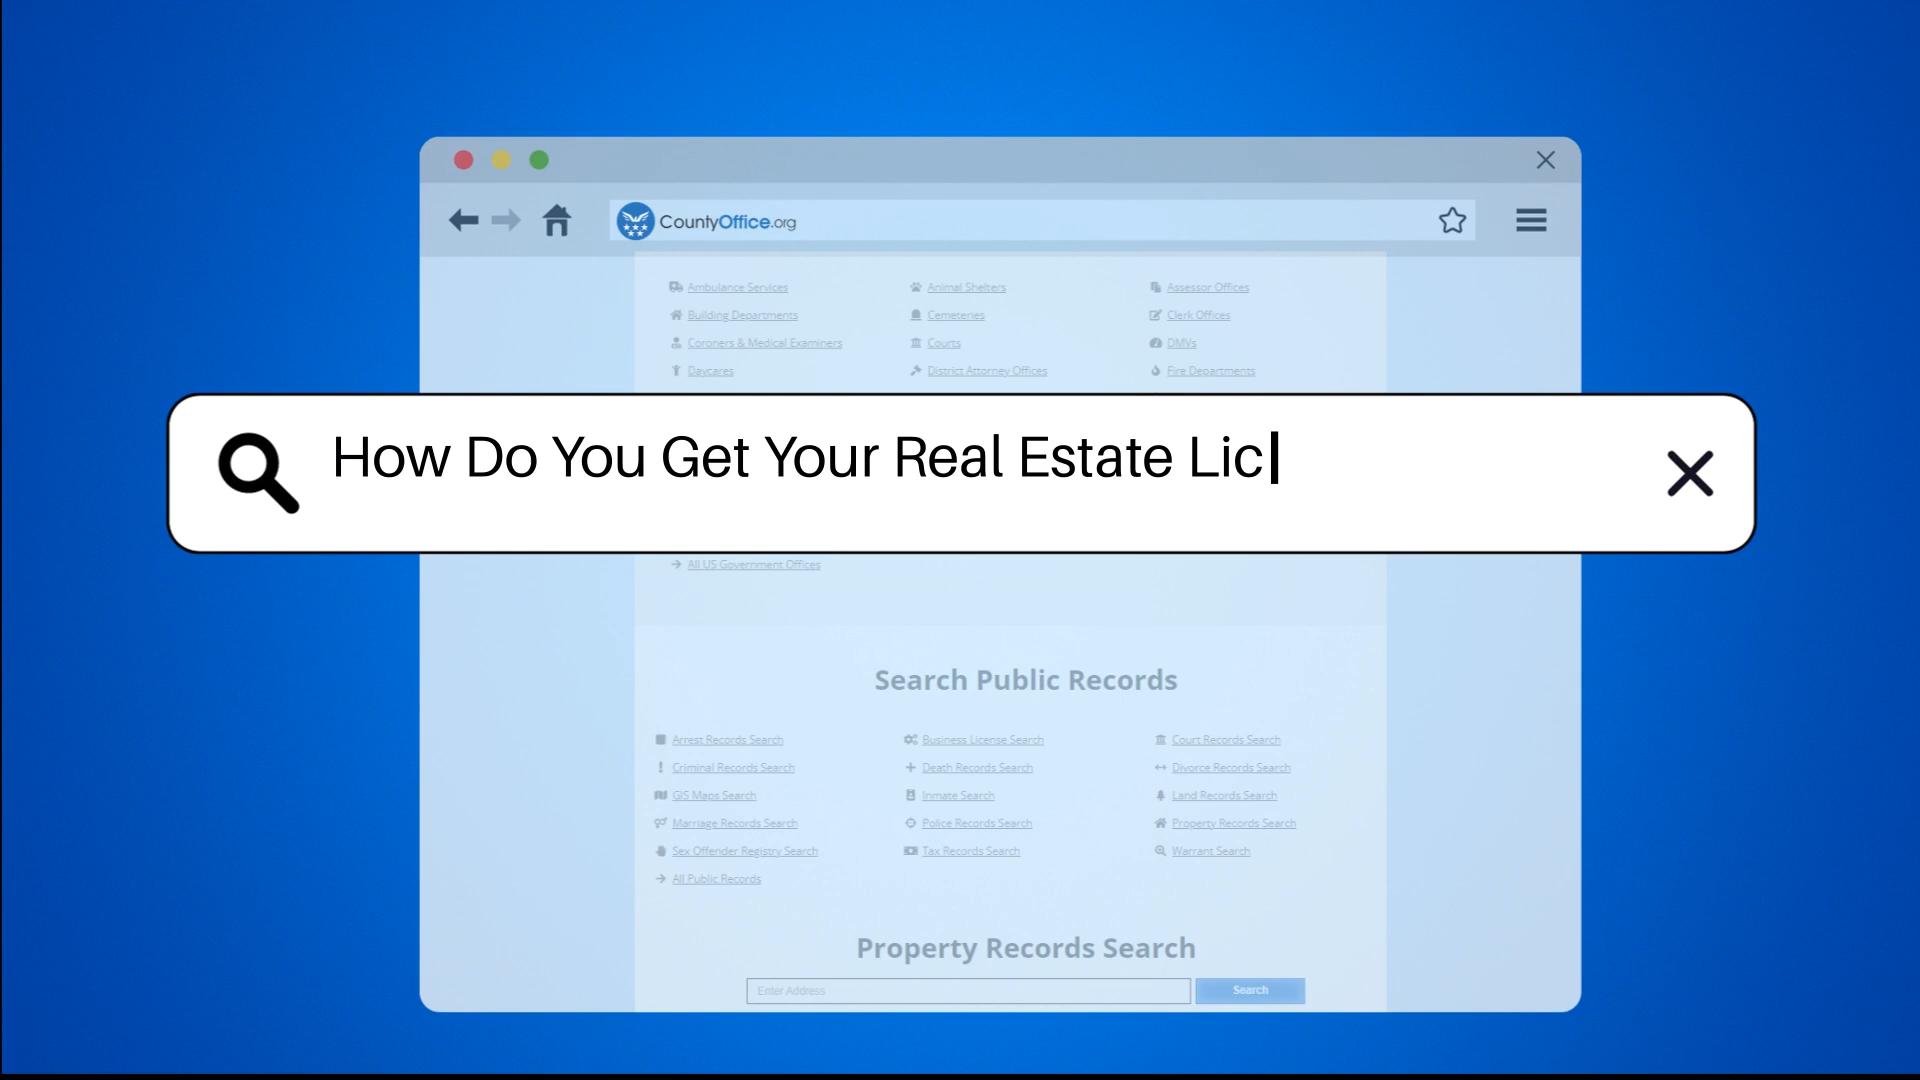 CountyOffice.org
Ambulance Services Animal Shelters Assessor Offices
Building Departments Cemeteries Clerk Offices
Coroners & Medical Examiners Courts DMVs
Daycares District Attorney Offices Fire Departments
How Do You Get Your Real Estate Lic
All US Government Offices
Search Public Records
Arrest Records Search Business License Search Court Records Search
Criminal Records Search Death Records Search Divorce Records Search
GIS Maps Search Inmate Search Land Records Search
Marriage Records Search Police Records Search Property Records Search
Sex Offender Registry Search Tax Records Search Warrant Search
All Public Records
Property Records Search
Enter Address Search